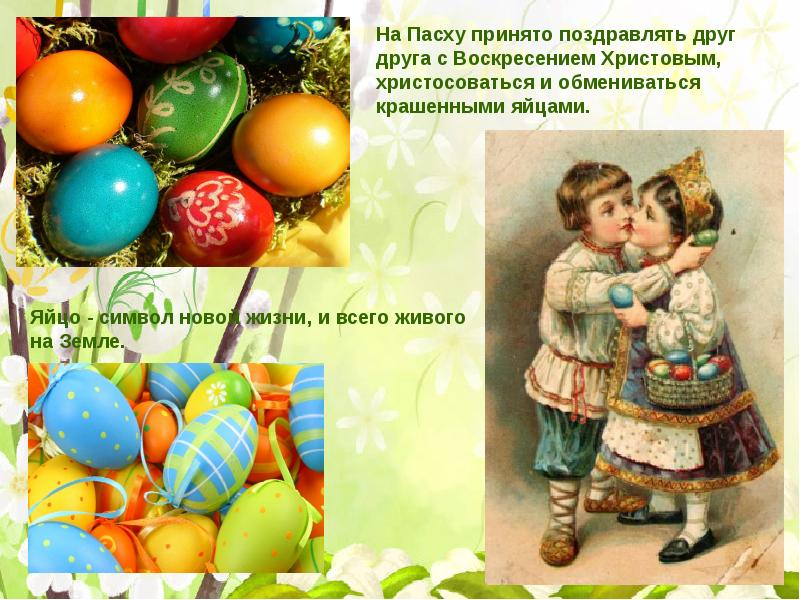 На Пасху принято поздравлять друг
друга с Воскресением Христовым,
христосоваться и обмениваться
крашенными яйцами.
Яйцо - символ новой жизни, и всего живого
на Земле.